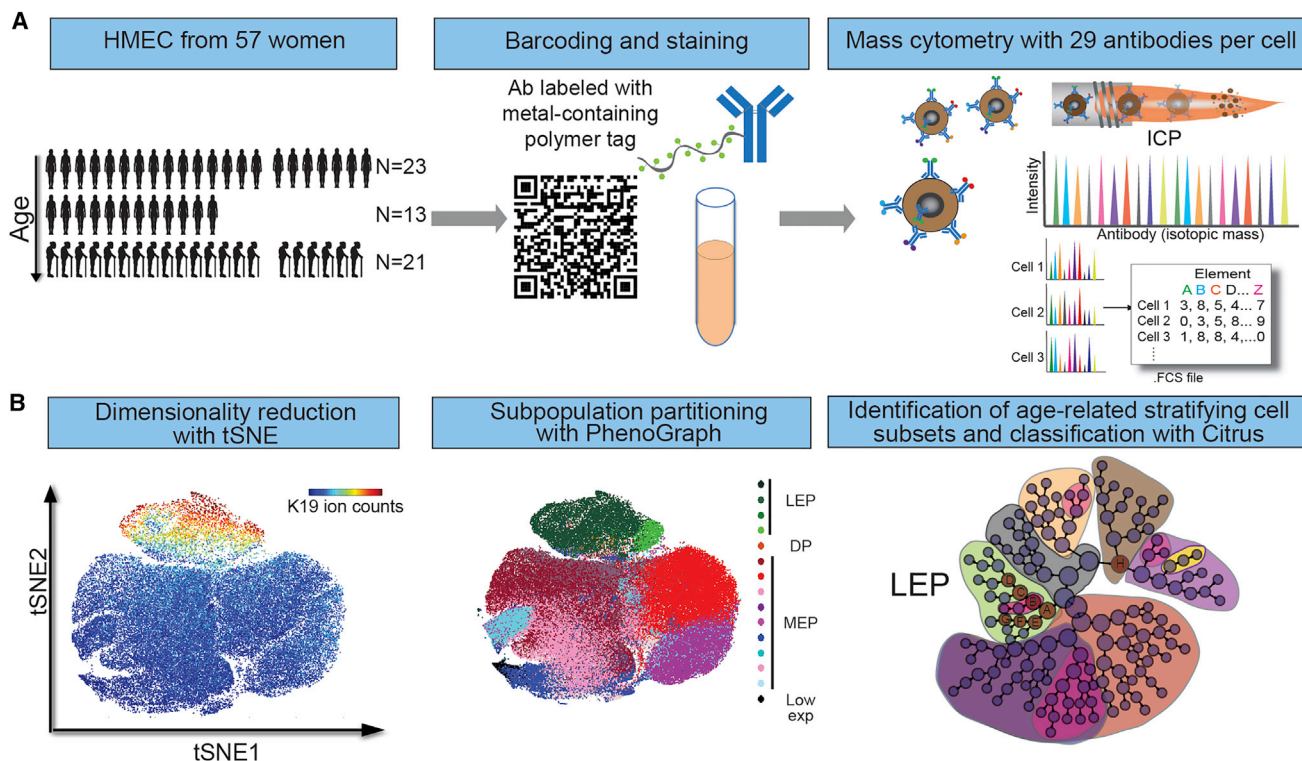 A
HMEC from 57 women
Barcoding and staining
Mass cytometry with 29 antibodies per cell
Age
N=23
N=13
N=21
Ab labeled with
metal-containing
polymer tag
ICP
Intensity
Antibody (isotopic mass)
Cell 1
Cell 2
Cell 3
Element
A B C D... Z
Cell 1 3, 8, 5, 4... 7
Cell 2 0, 3, 5, 8... 9
Cell 3 1, 8, 8, 4,...0
.FCS file
B
Dimensionality reduction
with tSNE
Subpopulation partitioning
with PhenoGraph
Identification of age-related stratifying cell
subsets and classification with Citrus
K19 ion counts
tSNE2
tSNE1
LEP
DP
MEP
Low
exp
LEP
H
D
C
B
A
G
F
E